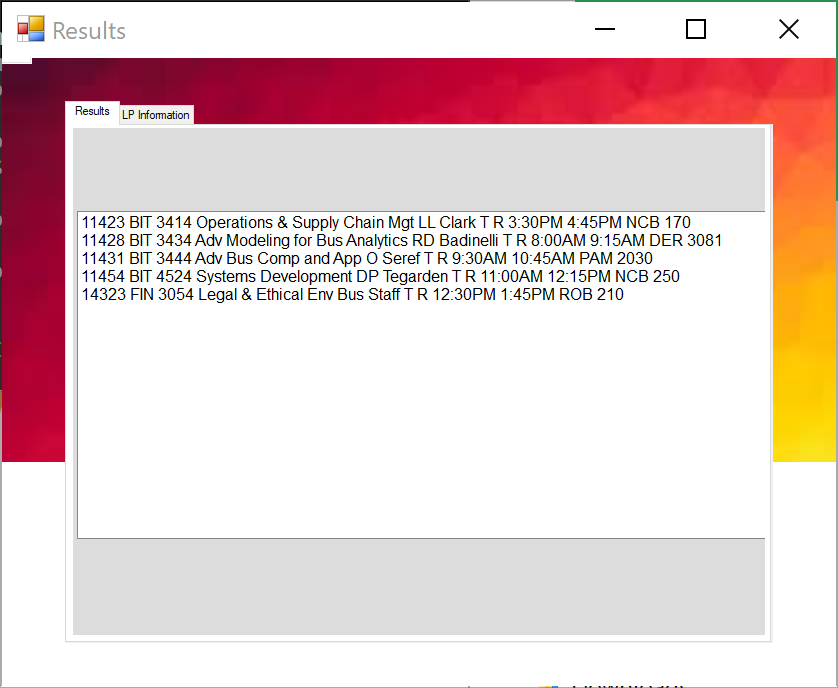 Results
Results
LP Information
11423 BIT 3414 Operations & Supply Chain Mgt LL Clark T R 3:30PM 4:45PM NCB 170
11428 BIT 3434 Adv Modeling for Bus Analytics RD Badinelli T R 8:00AM 9:15AM DER 3081
11431 BIT 3444 Adv Bus Comp and App O Seref T R 9:30AM 10:45AM PAM 2030
11454 BIT 4524 Systems Development DP Tegarden T R 11:00AM 12:15PM NCB 250
14323 FIN 3054 Legal & Ethical Env Bus Staff T R 12:30PM 1:45PM ROB 210